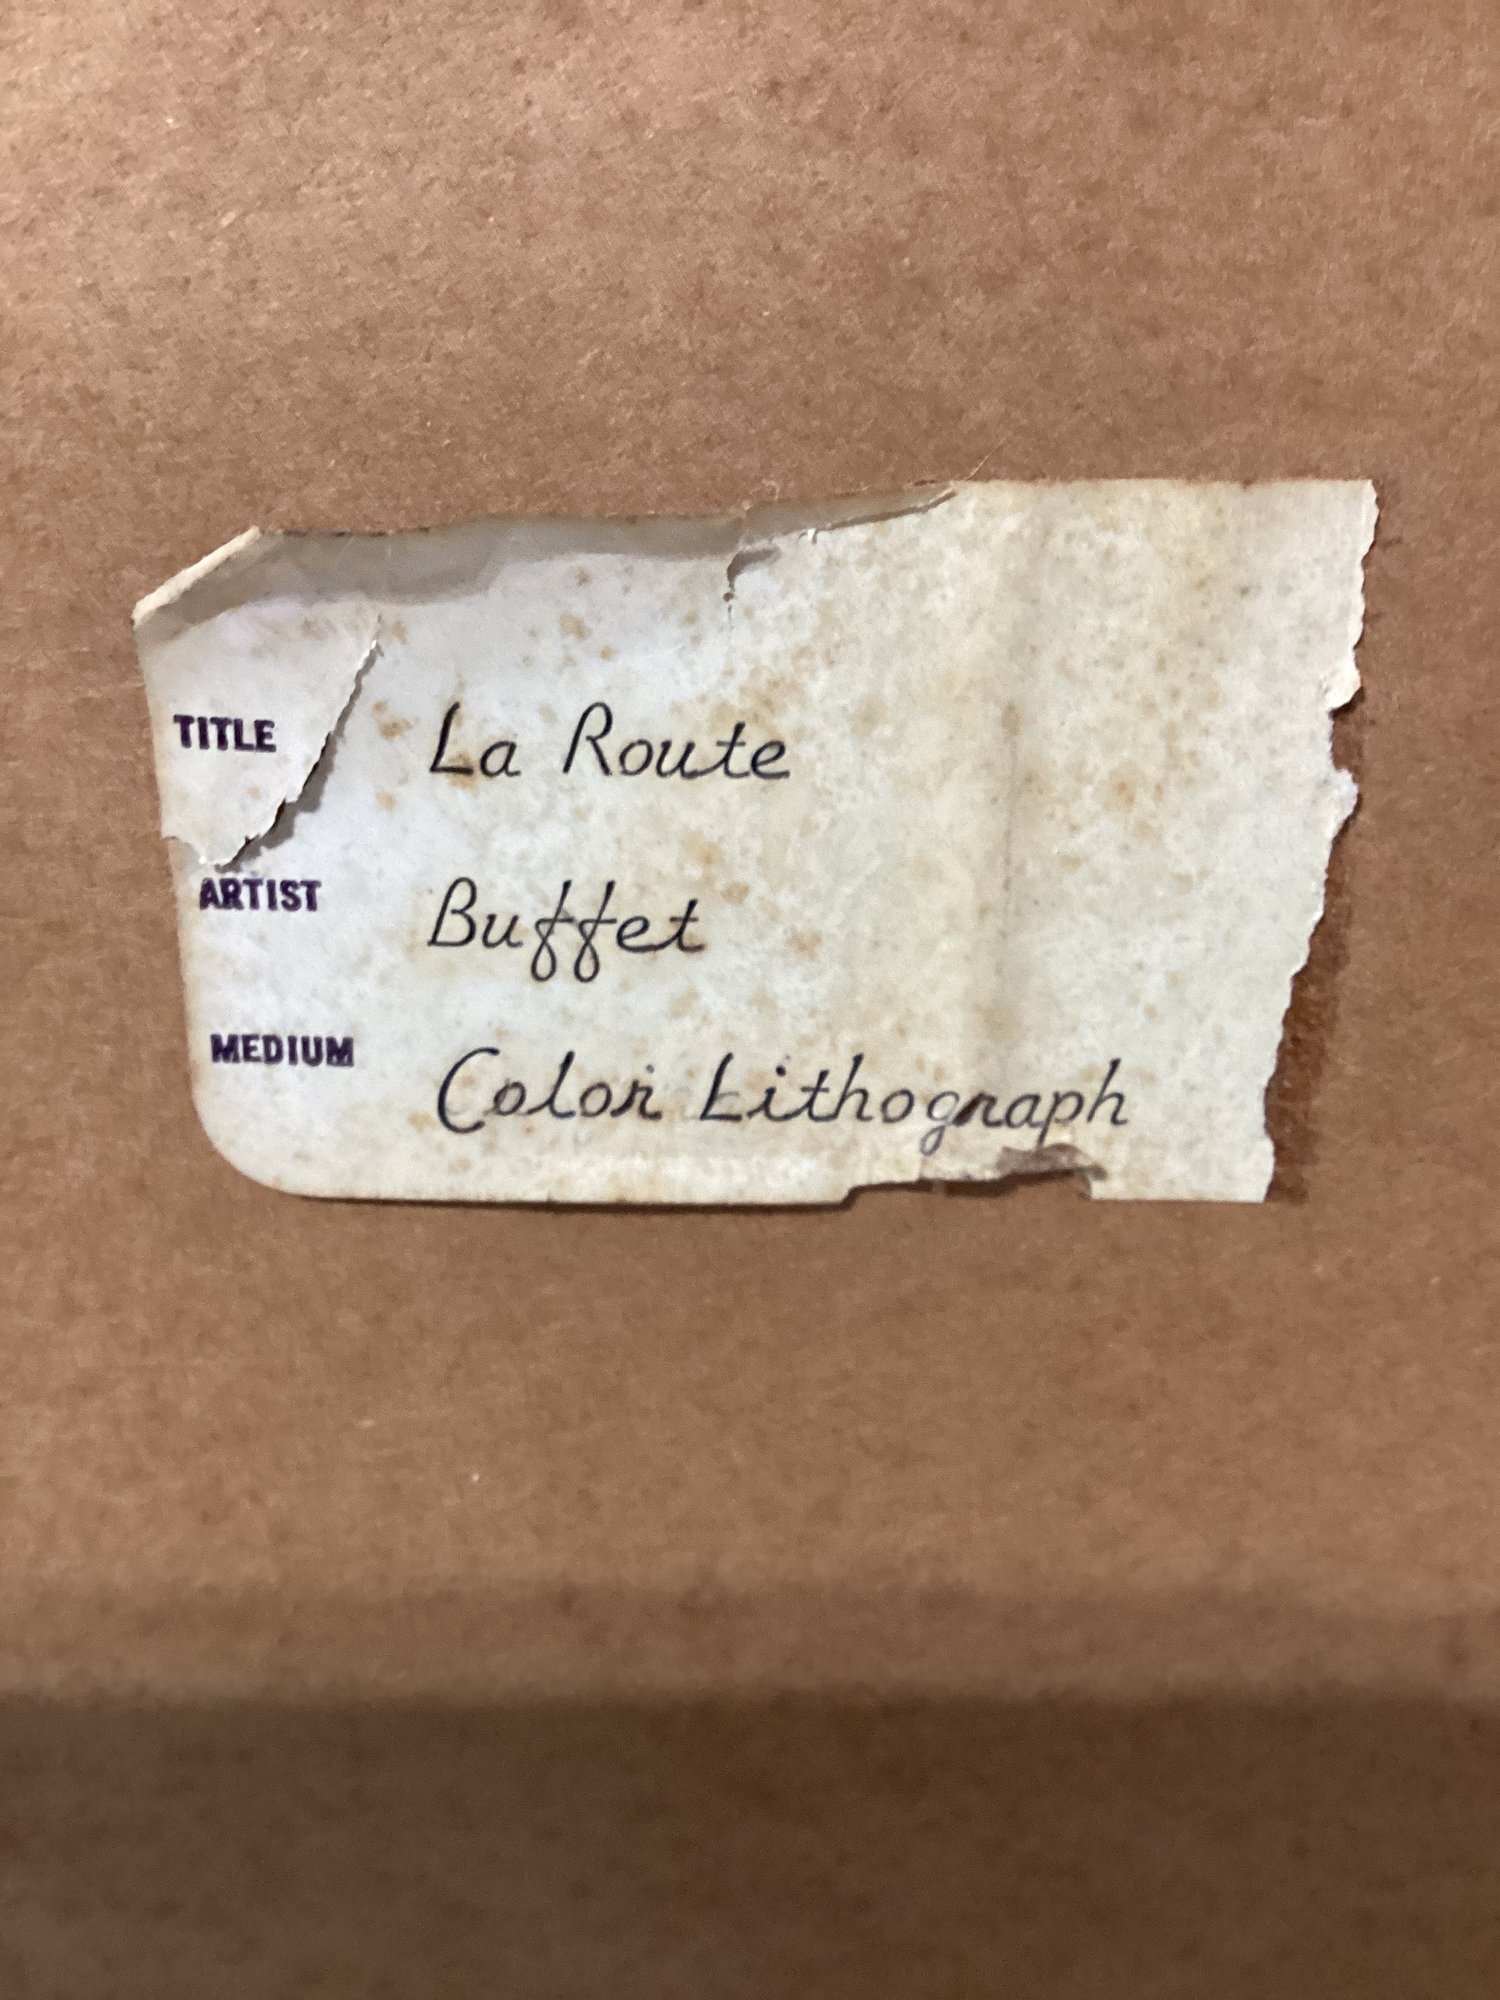 TITLE La Route
ARTIST Buffet
MEDIUM Color Lithograph